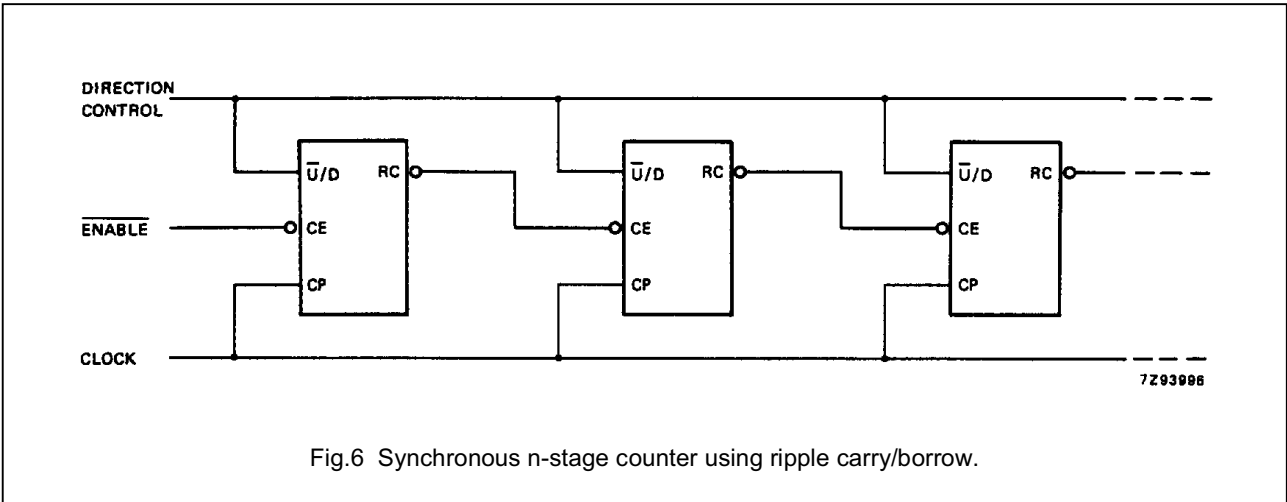 DIRECTION
CONTROL
U̅/D RC
U̅/D RC
U̅/D RC
E̅N̅A̅B̅L̅E̅
CE
CE
CE
CP
CP
CP
CLOCK
7Z93996
Fig.6 Synchronous n-stage counter using ripple carry/borrow.